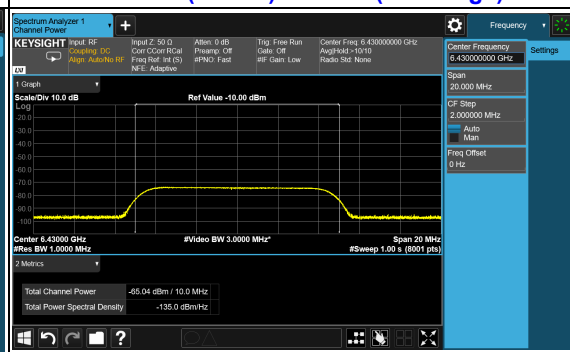 Spectrum Analyzer 1
Channel Power
+
Frequency
KEYSIGHT
Input: RF
Coupling: DC
Align: Auto/No RF
Input Z: 50 Ω
Corr CCorr RCal
Freq Ref: Int (S)
NFE: Adaptive
Atten: 0 dB
Preamp: Off
#PNO: Fast
Trig: Free Run
Gate: Off
#IF Gain: Low
Center Freq: 6.430000000 GHz
Avg|Hold:>10/10
Radio Std: None
LXI
Center Frequency
6.430000000 GHz
Settings
Span
20.000 MHz
CF Step
2.000000 MHz
Auto
Man
Freq Offset
0 Hz
1 Graph
Scale/Div 10.0 dB
Ref Value -10.00 dBm
Log
-20.0
-30.0
-40.0
-50.0
-60.0
-70.0
-80.0
-90.0
-100
Center 6.43000 GHz
#Video BW 3.0000 MHz*
Span 20 MHz
#Res BW 1.0000 MHz
#Sweep 1.00 s (8001 pts)
2 Metrics
Total Channel Power
-65.04 dBm / 10.0 MHz
Total Power Spectral Density
-135.0 dBm/Hz
?